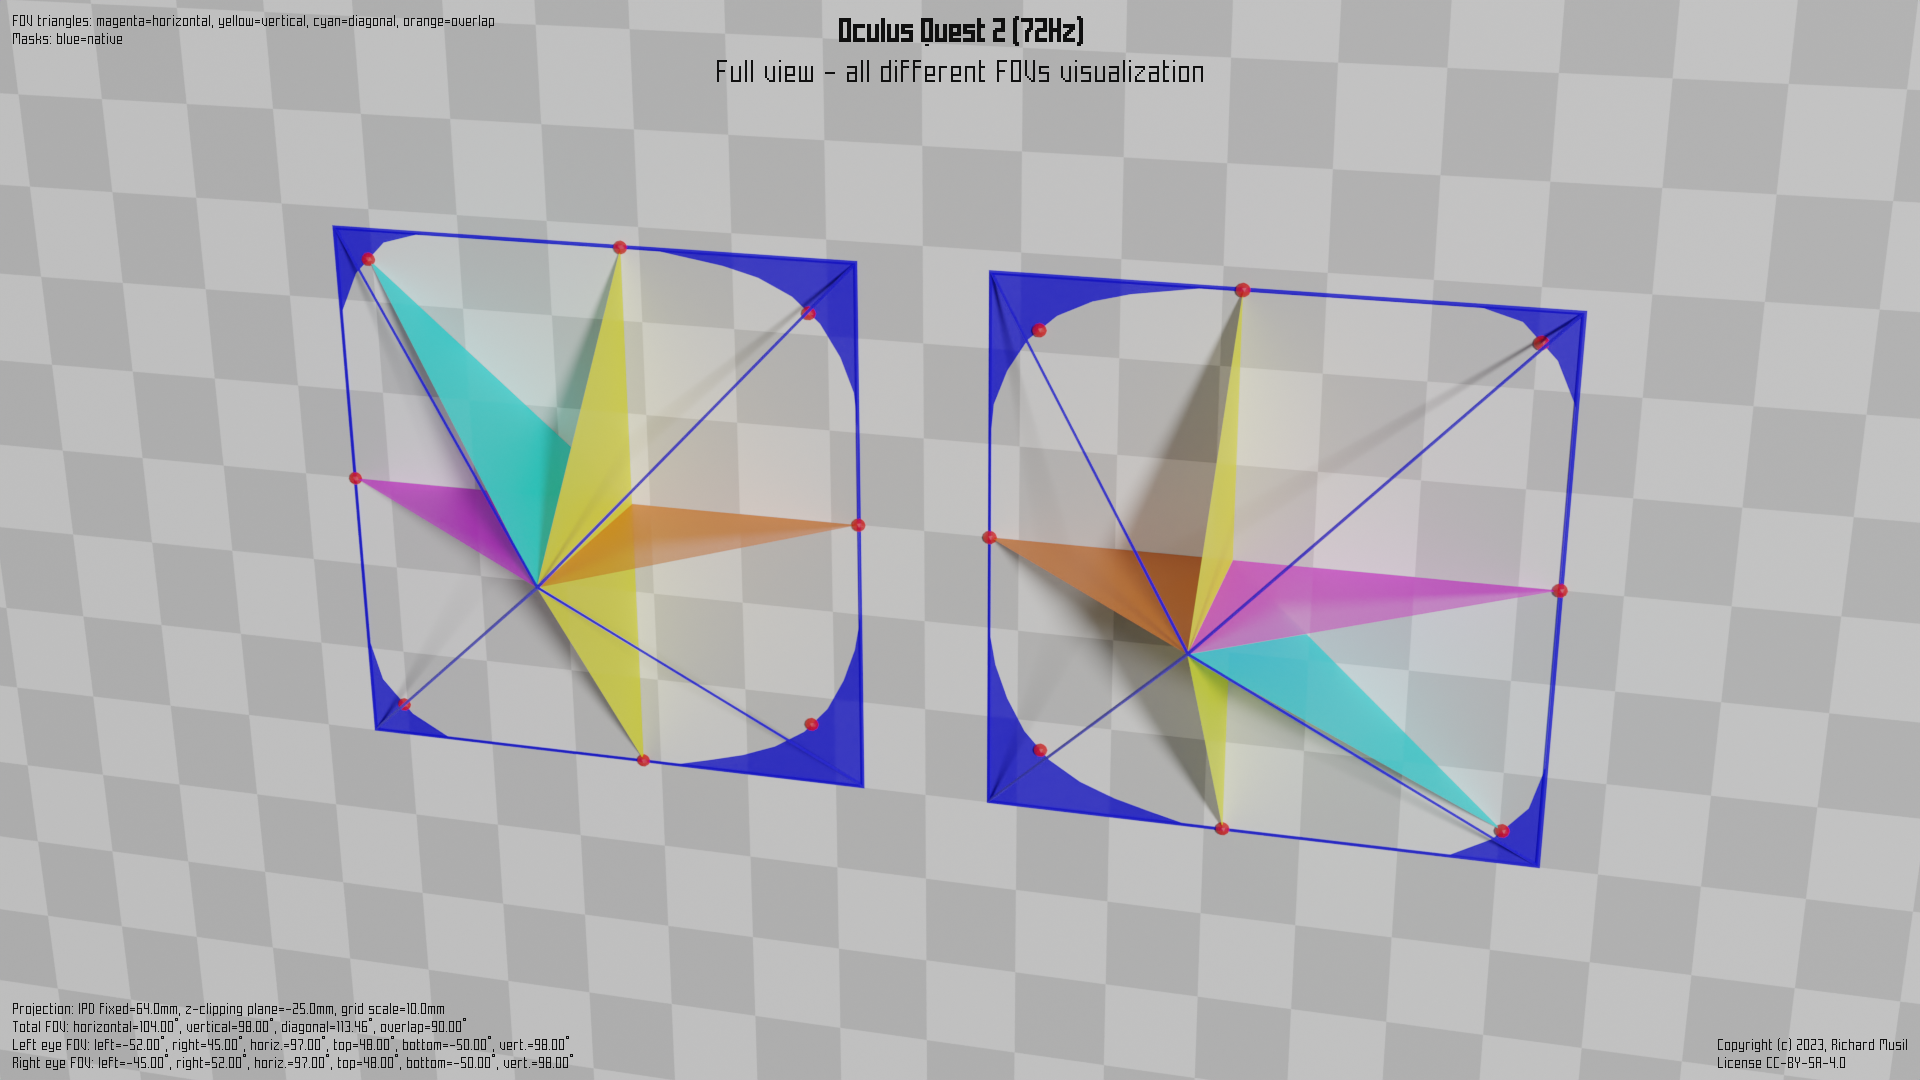 FOV triangles: magenta=horizontal, yellow=vertical, cyan=diagonal, orange=overlap
Masks: blue=native
Oculus Quest 2 (72Hz)
Full view - all different FOVs visualization
Projection: IPD fixed=64.0mm, z-clipping plane=-25.0mm, grid scale=10.0mm
Total FOV: horizontal=104.00°, vertical=98.00°, diagonal=113.46°, overlap=90.00°
Left eye FOV: left=-52.00°, right=45.00°, horiz.=97.00°, top=48.00°, bottom=-50.00°, vert.=98.00°
Right eye FOV: left=-45.00°, right=52.00°, horiz.=97.00°, top=48.00°, bottom=-50.00°, vert.=98.00°
Copyright (c) 2023, Richard Musil
License CC-BY-SA-4.0